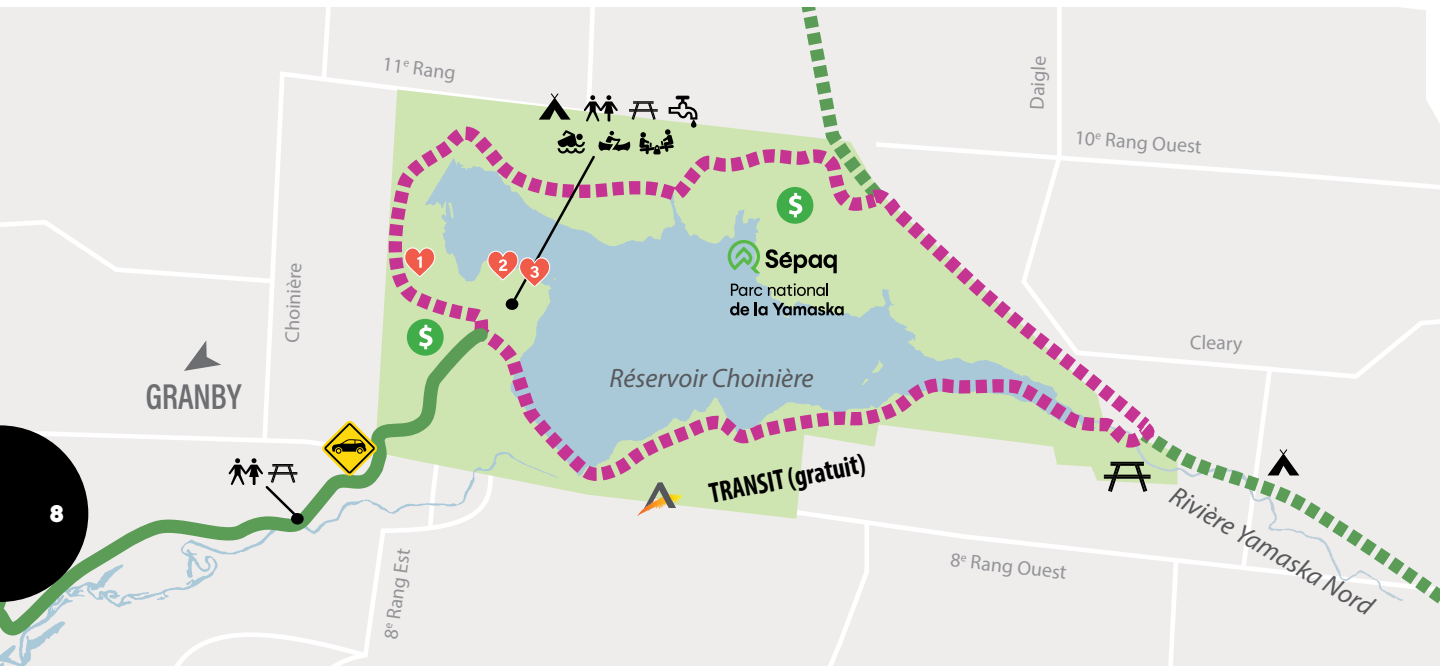 11e Rang
Daigle
10e Rang Ouest
$
Choinière
1
2
3
Sépaq
Parc national
de la Yamaska
$
Cleary
GRANBY
Réservoir Choinière
TRANSIT (gratuit)
8
Rivière Yamaska Nord
8e Rang Est
8e Rang Ouest